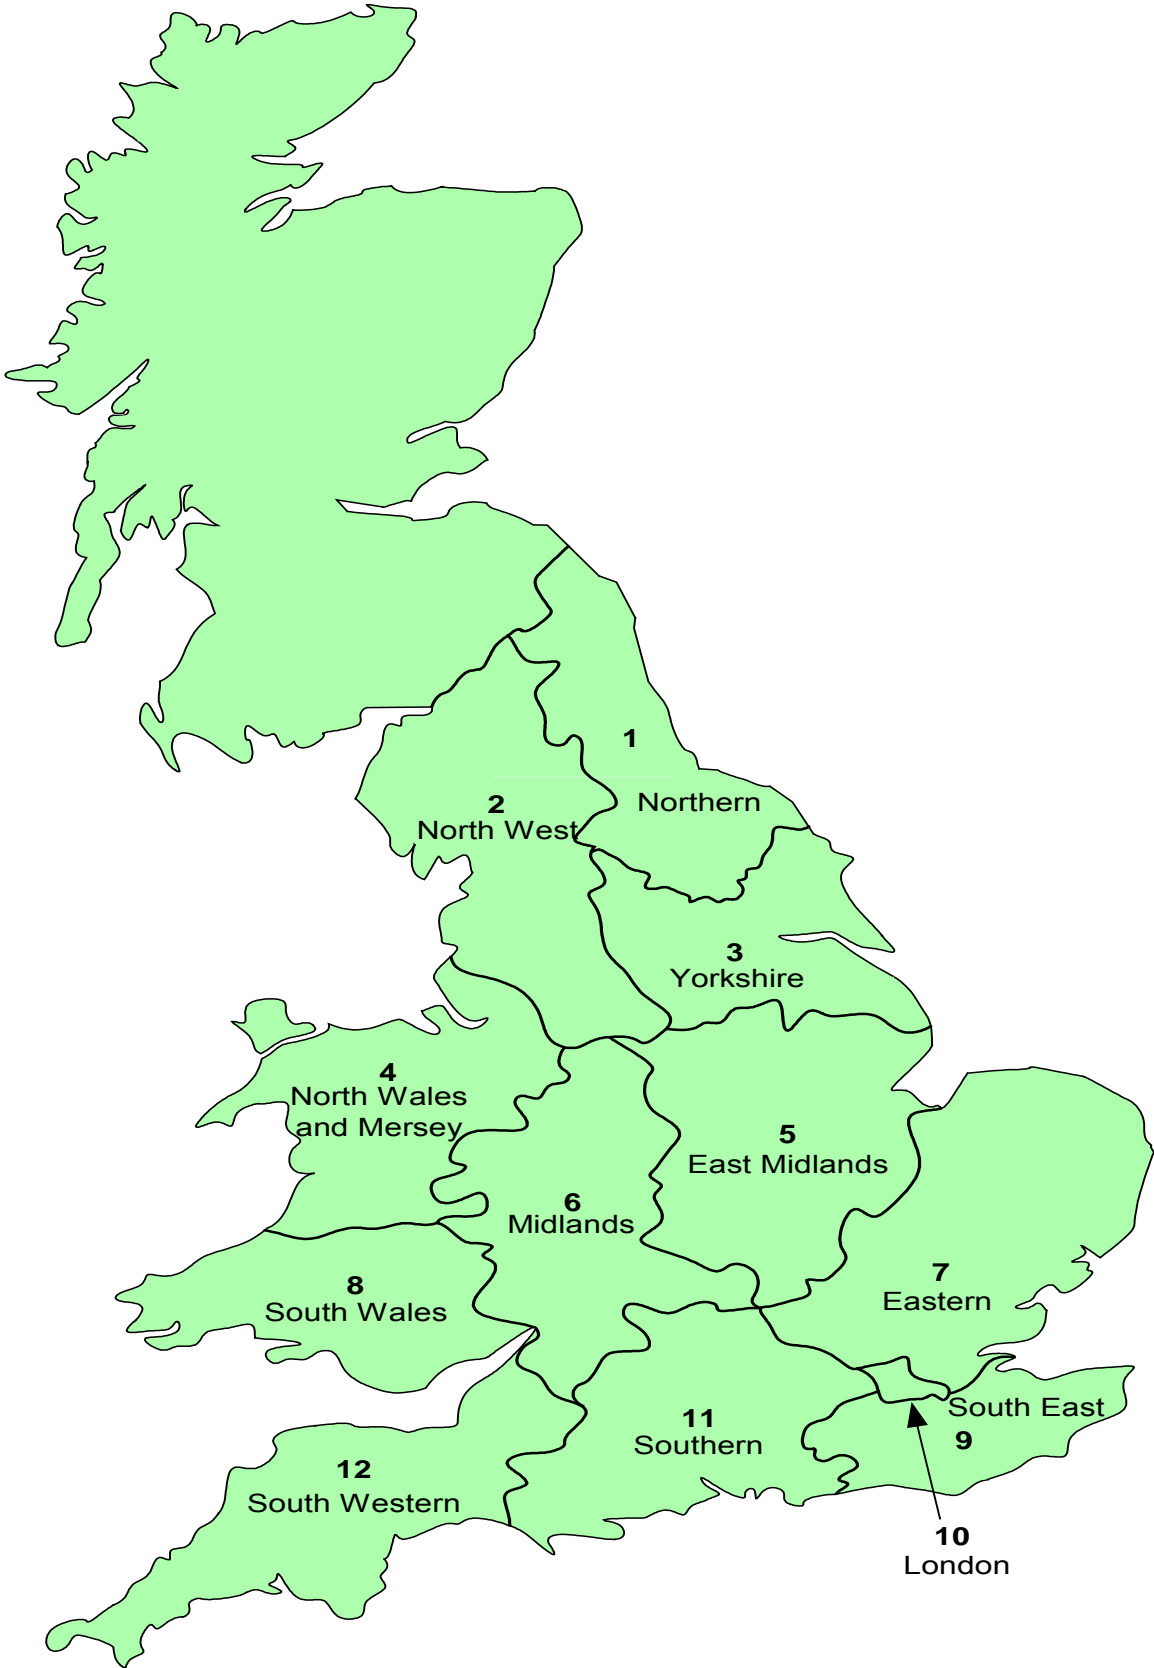 1
Northern
2
North West
3
Yorkshire
4
North Wales
and Mersey
5
East Midlands
6
Midlands
7
Eastern
8
South Wales
South East
9
11
Southern
12
South Western
10
London